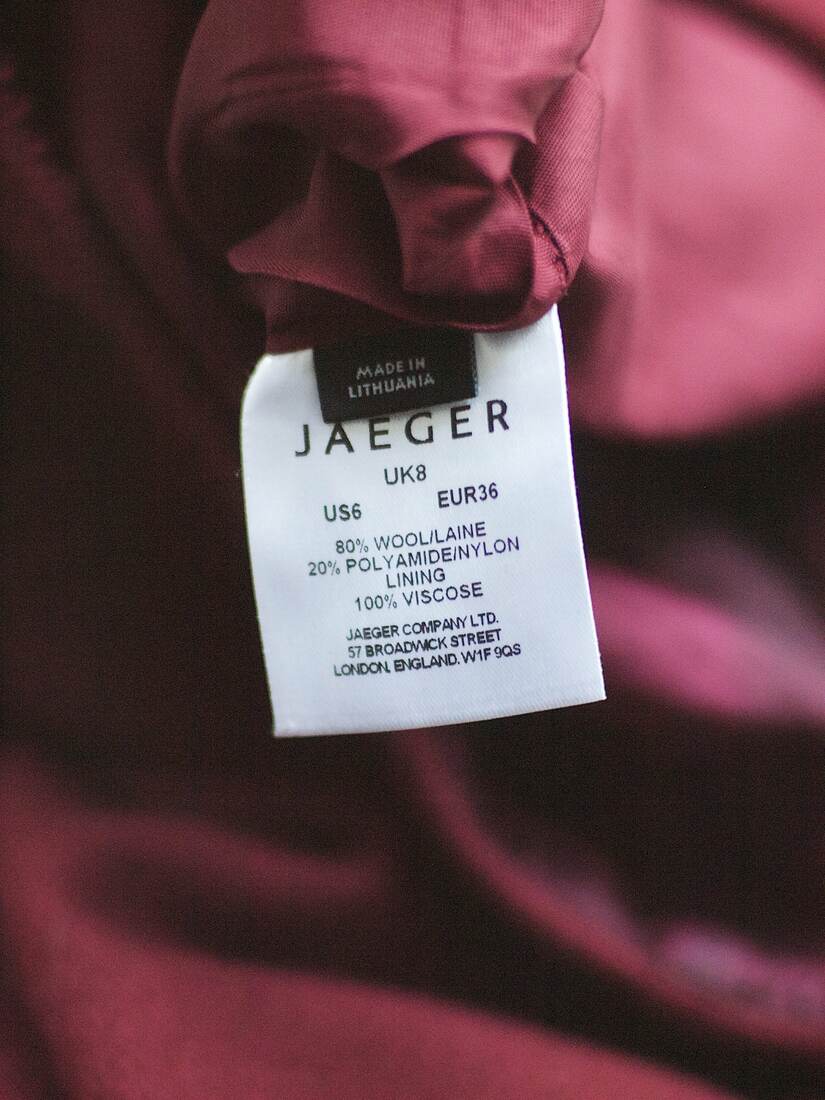 MADE IN
LITHUANIA
JAEGER
UK8
US6 EUR36
80% WOOL/LAINE
20% POLYAMIDE/NYLON
LINING
100% VISCOSE
JAEGER COMPANY LTD.
57 BROADWICK STREET
LONDON, ENGLAND. W1F 9QS